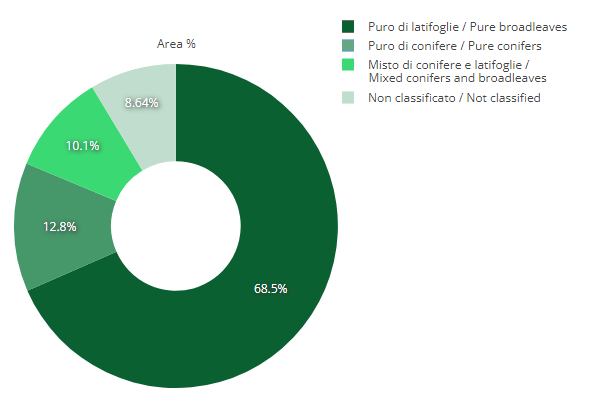 Area %
Puro di latifoglie / Pure broadleaves
Puro di conifere / Pure conifers
Misto di conifere e latifoglie /
Mixed conifers and broadleaves
Non classificato / Not classified
8.64%
10.1%
12.8%
68.5%